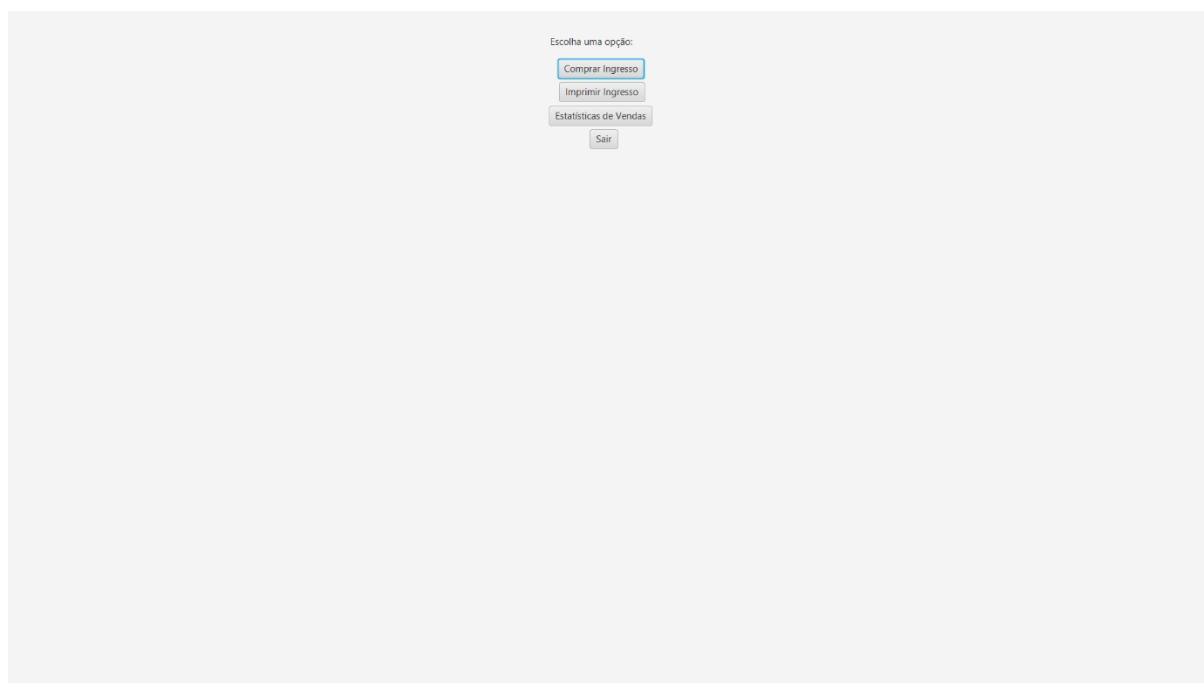 Escolha uma opção:
Comprar Ingresso
Imprimir Ingresso
Estatísticas de Vendas
Sair